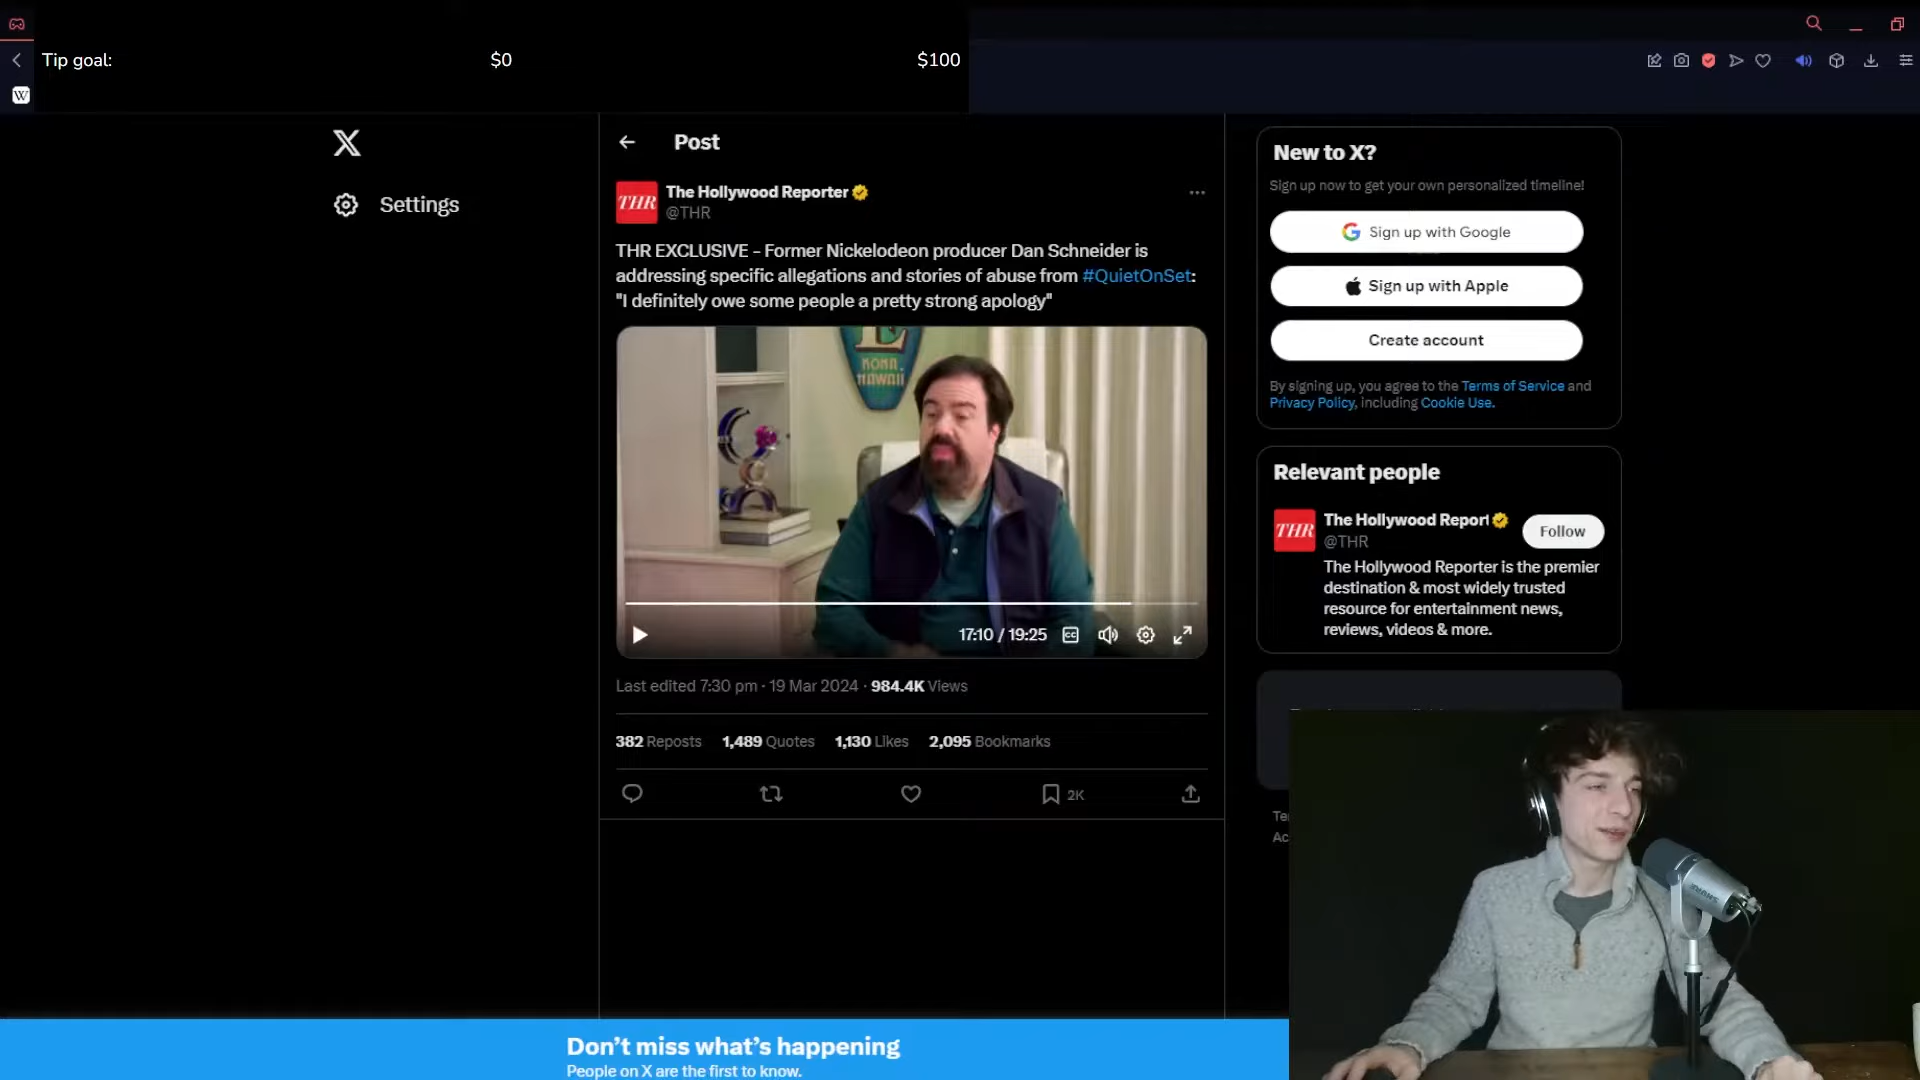 Tip goal:
$0
$100
W
Post
The Hollywood Reporter
@THR
THR
THR EXCLUSIVE - Former Nickelodeon producer Dan Schneider is
addressing specific allegations and stories of abuse from #QuietOnSet:
"I definitely owe some people a pretty strong apology"
KONA
HAWAII
17:10 / 19:25
CC
Last edited 7:30 pm · 19 Mar 2024 · 984.4K Views
382 Reposts 1,489 Quotes 1,130 Likes 2,095 Bookmarks
2K
Settings
New to X?
Sign up now to get your own personalized timeline!
Sign up with Google
Sign up with Apple
Create account
By signing up, you agree to the Terms of Service and
Privacy Policy, including Cookie Use.
Relevant people
THR
The Hollywood Report
@THR
Follow
The Hollywood Reporter is the premier
destination & most widely trusted
resource for entertainment news,
reviews, videos & more.
Don't miss what's happening
People on X are the first to know.